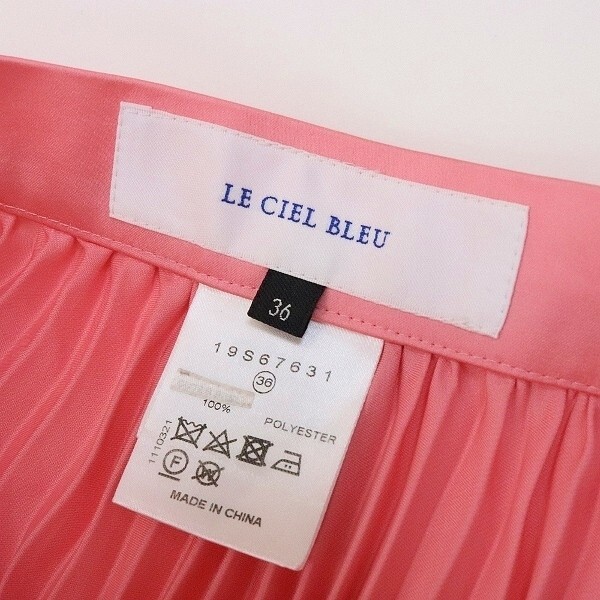 LE CIEL BLEU
36
19S67631
36
100%
POLYESTER
1110321
F
W
MADE IN CHINA